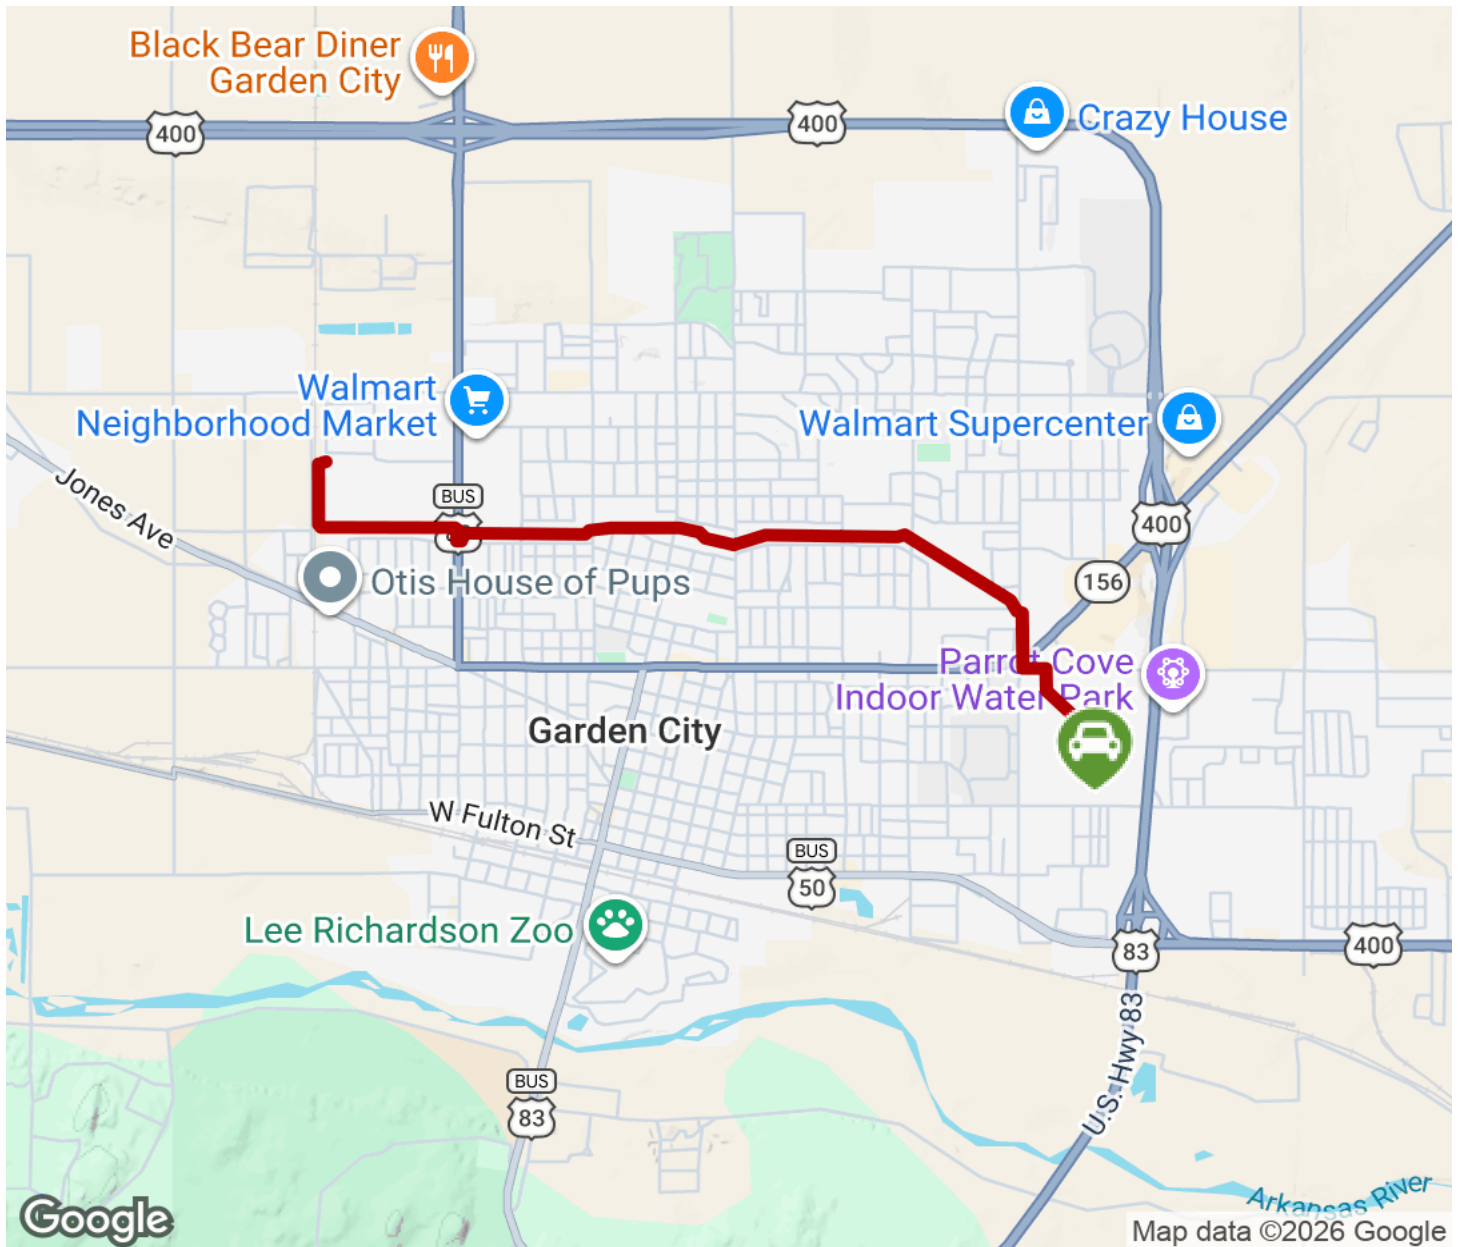 Black Bear Diner
Garden City
400
400
Crazy House
Walmart
Neighborhood Market
Walmart Supercenter
Jones Ave
BUS
400
Otis House of Pups
156
Parrot Cove
Indoor Water Park
Garden City
W Fulton St
BUS
50
Lee Richardson Zoo
83
400
U.S. Hwy 83
BUS
83
Arkansas River
Google
Map data ©2026 Google